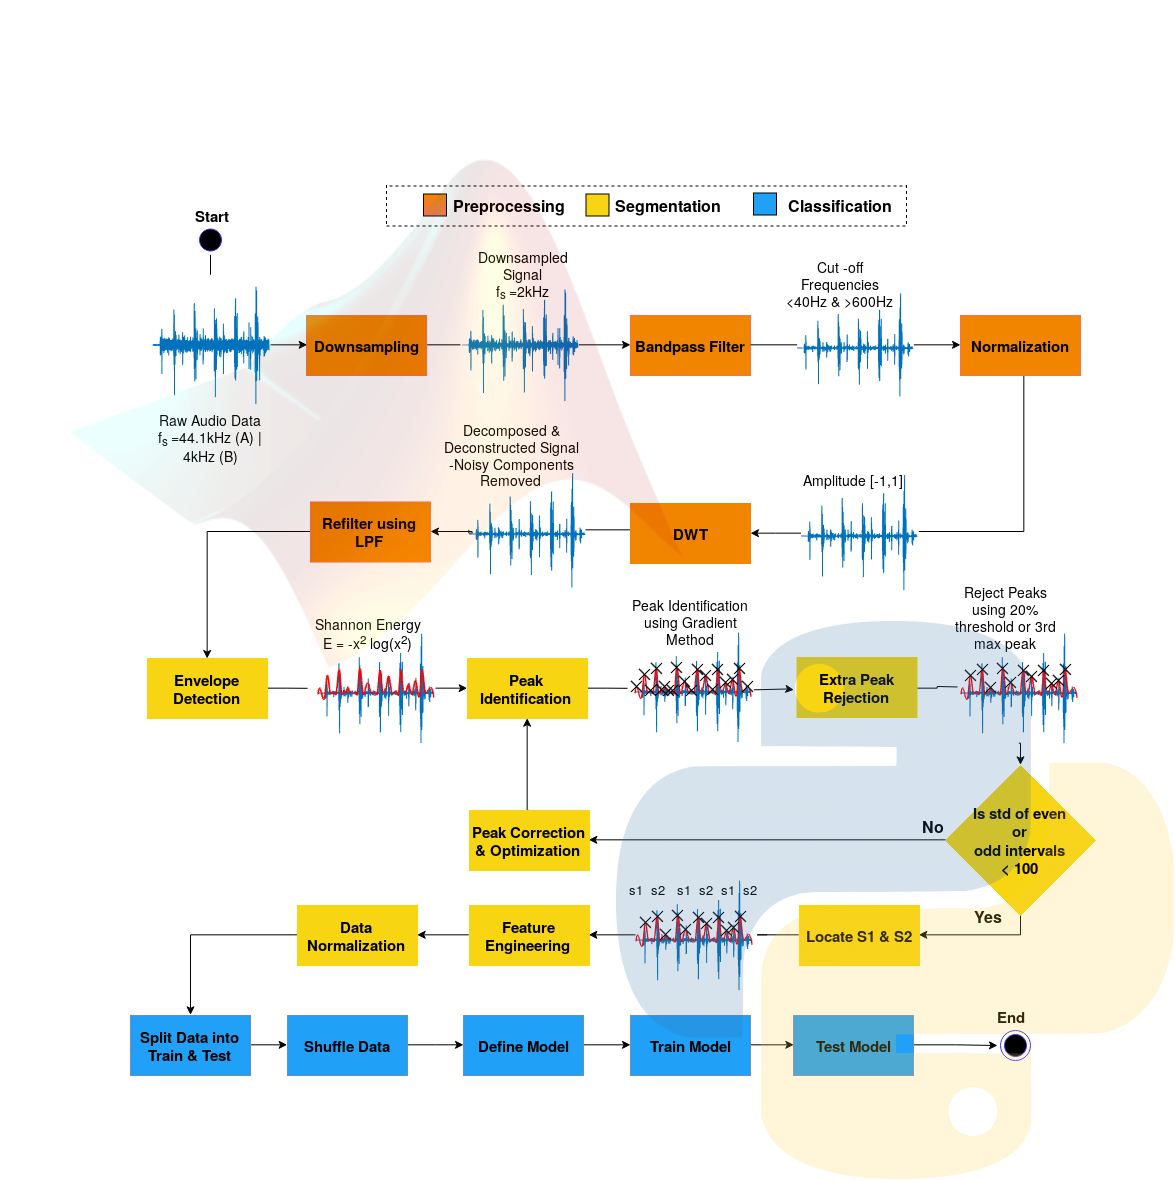 Preprocessing
Segmentation
Classification
Start
Raw Audio Data
fs =44.1kHz (A) |
4kHz (B)
Downsampling
Downsampled
Signal
fs =2kHz
Bandpass Filter
Cut -off
Frequencies
<40Hz & >600Hz
Normalization
Amplitude [-1,1]
DWT
Decomposed &
Deconstructed Signal
-Noisy Components
Removed
Refilter using
LPF
Envelope
Detection
Shannon Energy
E = -x² log(x²)
Peak
Identification
Peak Identification
using Gradient
Method
Extra Peak
Rejection
Reject Peaks
using 20%
threshold or 3rd
max peak
Is std of even
or
odd intervals
< 100
No
Peak Correction
& Optimization
Yes
Locate S1 & S2
s1 s2 s1 s2 s1 s2
Feature
Engineering
Data
Normalization
Split Data into
Train & Test
Shuffle Data
Define Model
Train Model
Test Model
End